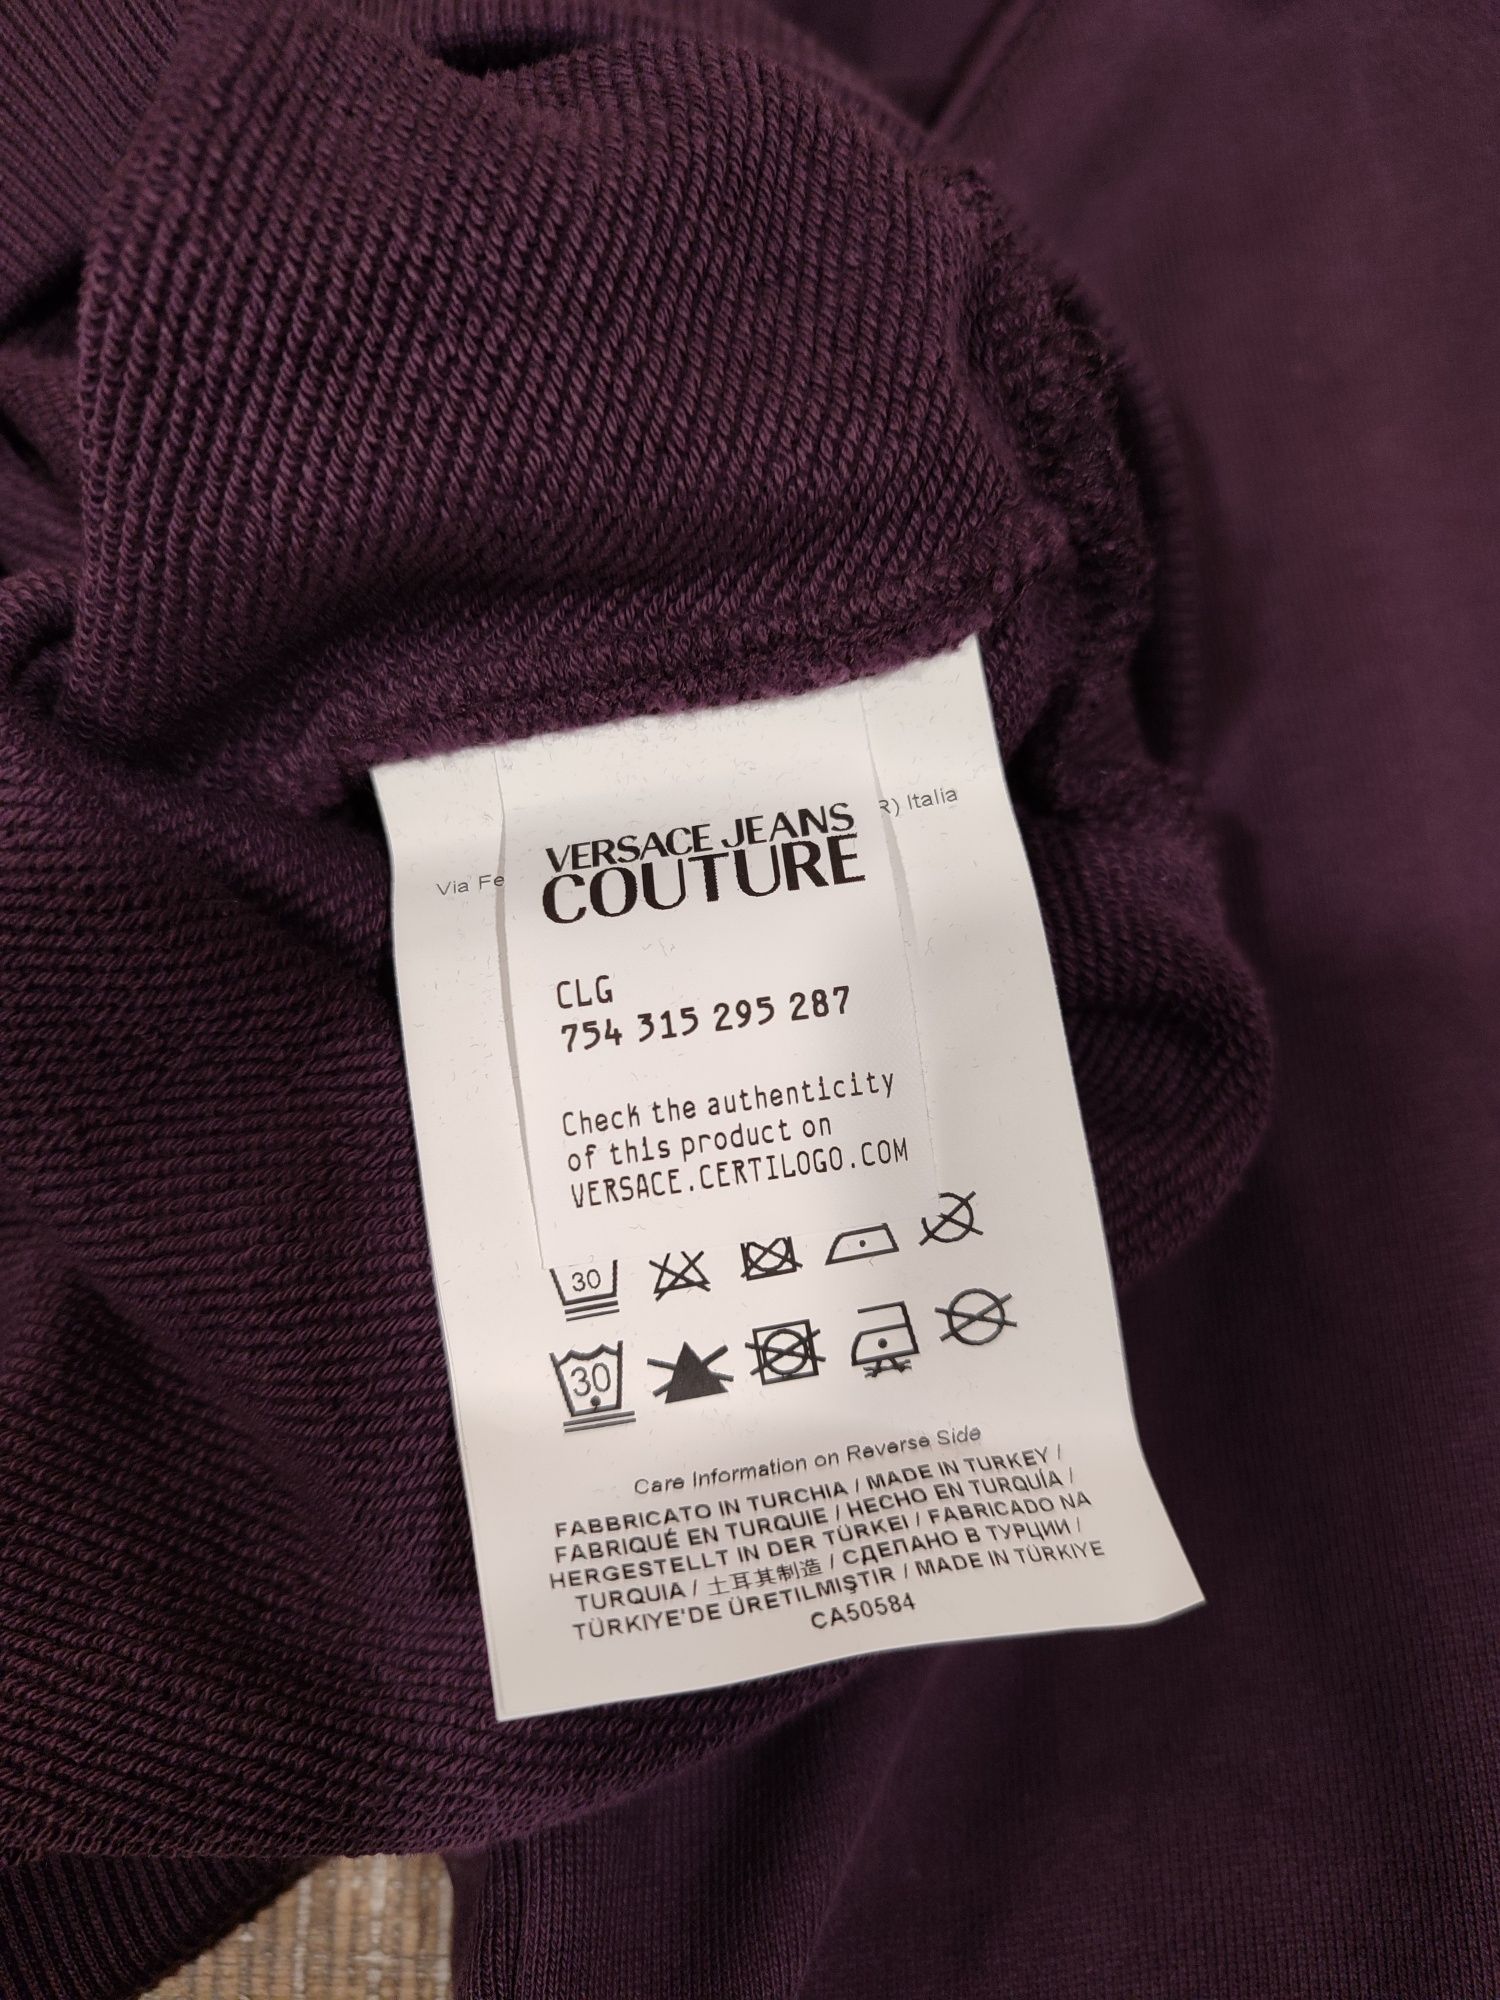 R) Italia
Via Fe
VERSACE JEANS
COUTURE
CLG
754 315 295 287
Check the authenticity
of this product on
VERSACE.CERTILOGO.COM
30
30
Care Information on Reverse Side
FABBRICATO IN TURCHIA / MADE IN TURKEY /
FABRIQUÉ EN TURQUIE / HECHO EN TURQUÍA /
HERGESTELLT IN DER TÜRKEI / FABRICADO NA
TURQUIA / 土耳其制造 / СДЕЛАНО В ТУРЦИИ /
TÜRKIYE'DE ÜRETILMIŞTIR / MADE IN TÜRKIYE
CA50584